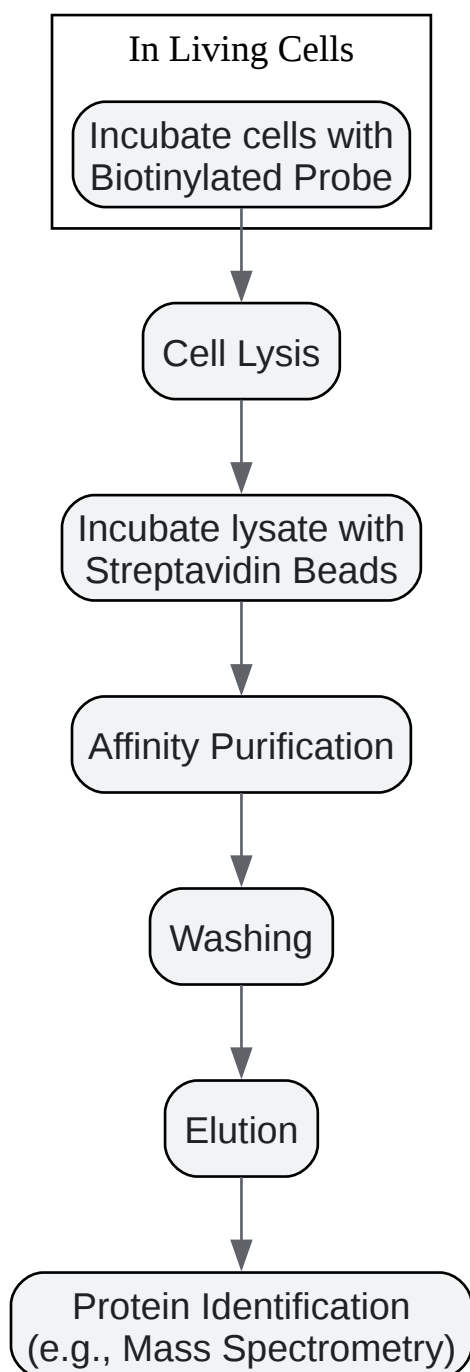 In Living Cells
Incubate cells with
Biotinylated Probe
Cell Lysis
Incubate lysate with
Streptavidin Beads
Affinity Purification
Washing
Elution
Protein Identification
(e.g., Mass Spectrometry)